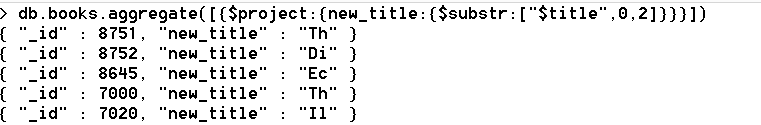 > db.books.aggregate([{$project:{new_title:{$substr:["$title",0,2]}}}])
{ "_id" : 8751, "new_title" : "Th" }
{ "_id" : 8752, "new_title" : "Di" }
{ "_id" : 8645, "new_title" : "Ec" }
{ "_id" : 7000, "new_title" : "Th" }
{ "_id" : 7020, "new_title" : "Il" }